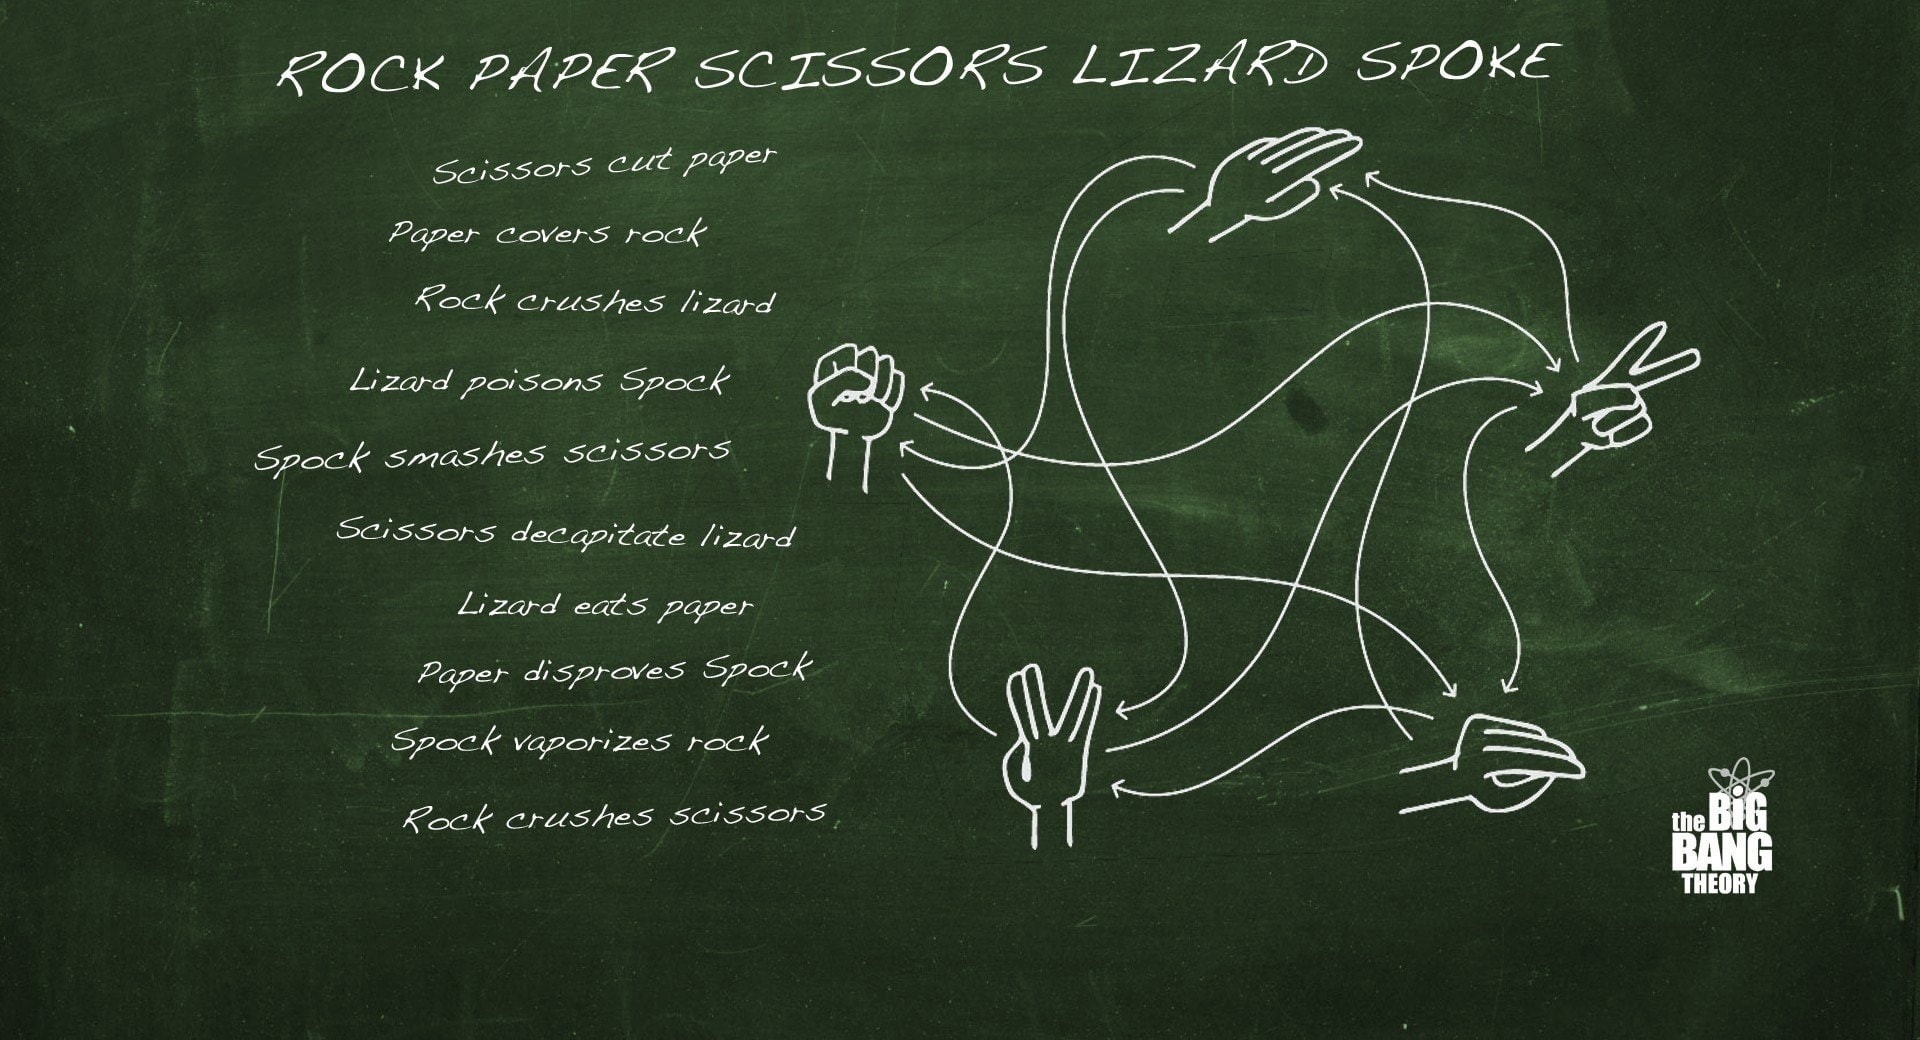 ROCK PAPER SCISSORS LIZARD SPOKE
Scissors cut paper
Paper covers rock
Rock crushes lizard
Lizard poisons Spock
Spock smashes scissors
Scissors decapitate lizard
Lizard eats paper
Paper disproves Spock
Spock vaporizes rock
Rock crushes scissors
the BIG
BANG
THEORY